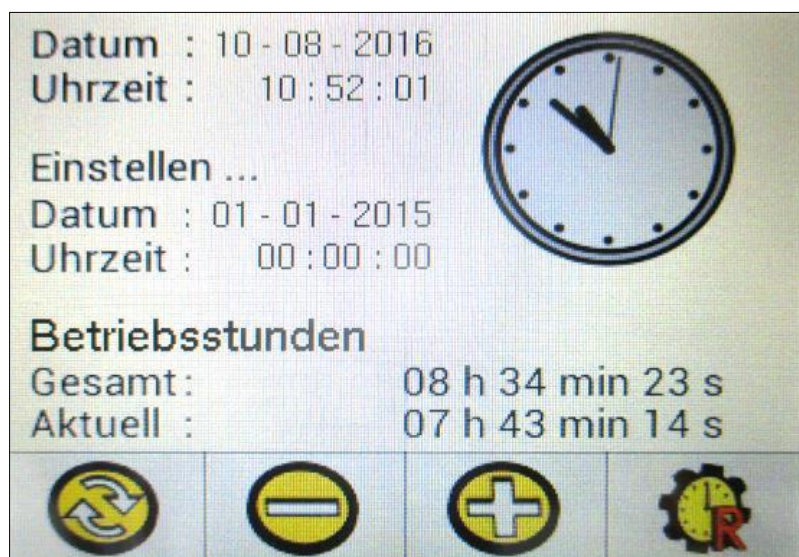 Datum : 10 - 08 - 2016
Uhrzeit : 10 : 52 : 01
Einstellen ...
Datum : 01 - 01 - 2015
Uhrzeit : 00 : 00 : 00
Betriebsstunden
Gesamt : 08 h 34 min 23 s
Aktuell : 07 h 43 min 14 s
R